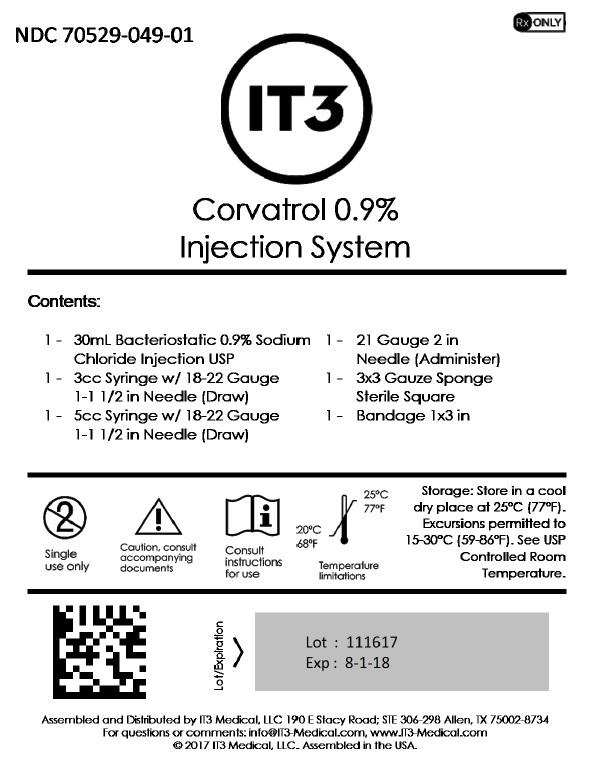 NDC 70529-049-01
Rx ONLY
IT3
Corvatrol 0.9%
Injection System
Contents:
1 - 30mL Bacteriostatic 0.9% Sodium
Chloride Injection USP
1 - 3cc Syringe w/ 18-22 Gauge
1-1 1/2 in Needle (Draw)
1 - 5cc Syringe w/ 18-22 Gauge
1-1 1/2 in Needle (Draw)
1 - 21 Gauge 2 in
Needle (Administer)
1 - 3x3 Gauze Sponge
Sterile Square
1 - Bandage 1x3 in
2
Single
use only
Caution, consult
accompanying
documents
Consult
instructions
for use
25°C
77°F
20°C
68°F
Temperature
limitations
Storage: Store in a cool
dry place at 25°C (77°F).
Excursions permitted to
15-30°C (59-86°F). See USP
Controlled Room
Temperature.
Lot/Expiration
Lot : 111617
Exp : 8-1-18
Assembled and Distributed by IT3 Medical, LLC 190 E Stacy Road; STE 306-298 Allen, TX 75002-8734
For questions or comments: info@IT3-Medical.com, www.IT3-Medical.com
© 2017 IT3 Medical, LLC. Assembled in the USA.